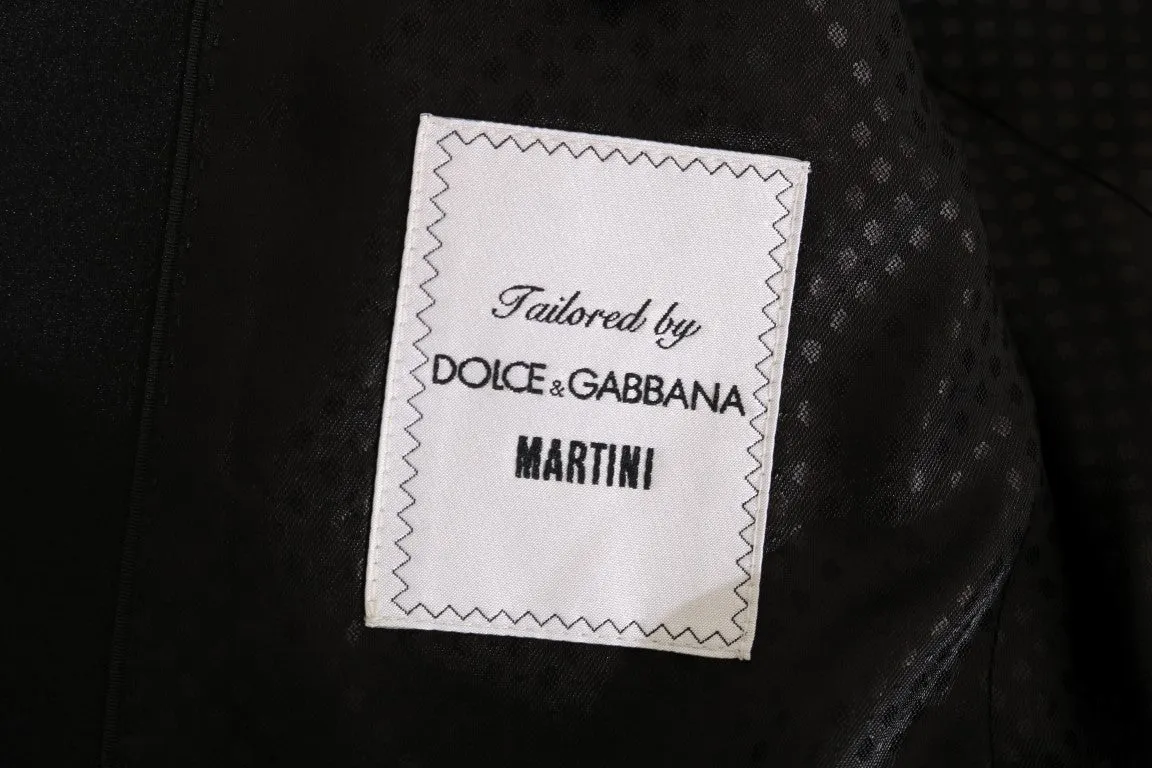 Tailored by
DOLCE & GABBANA
MARTINI